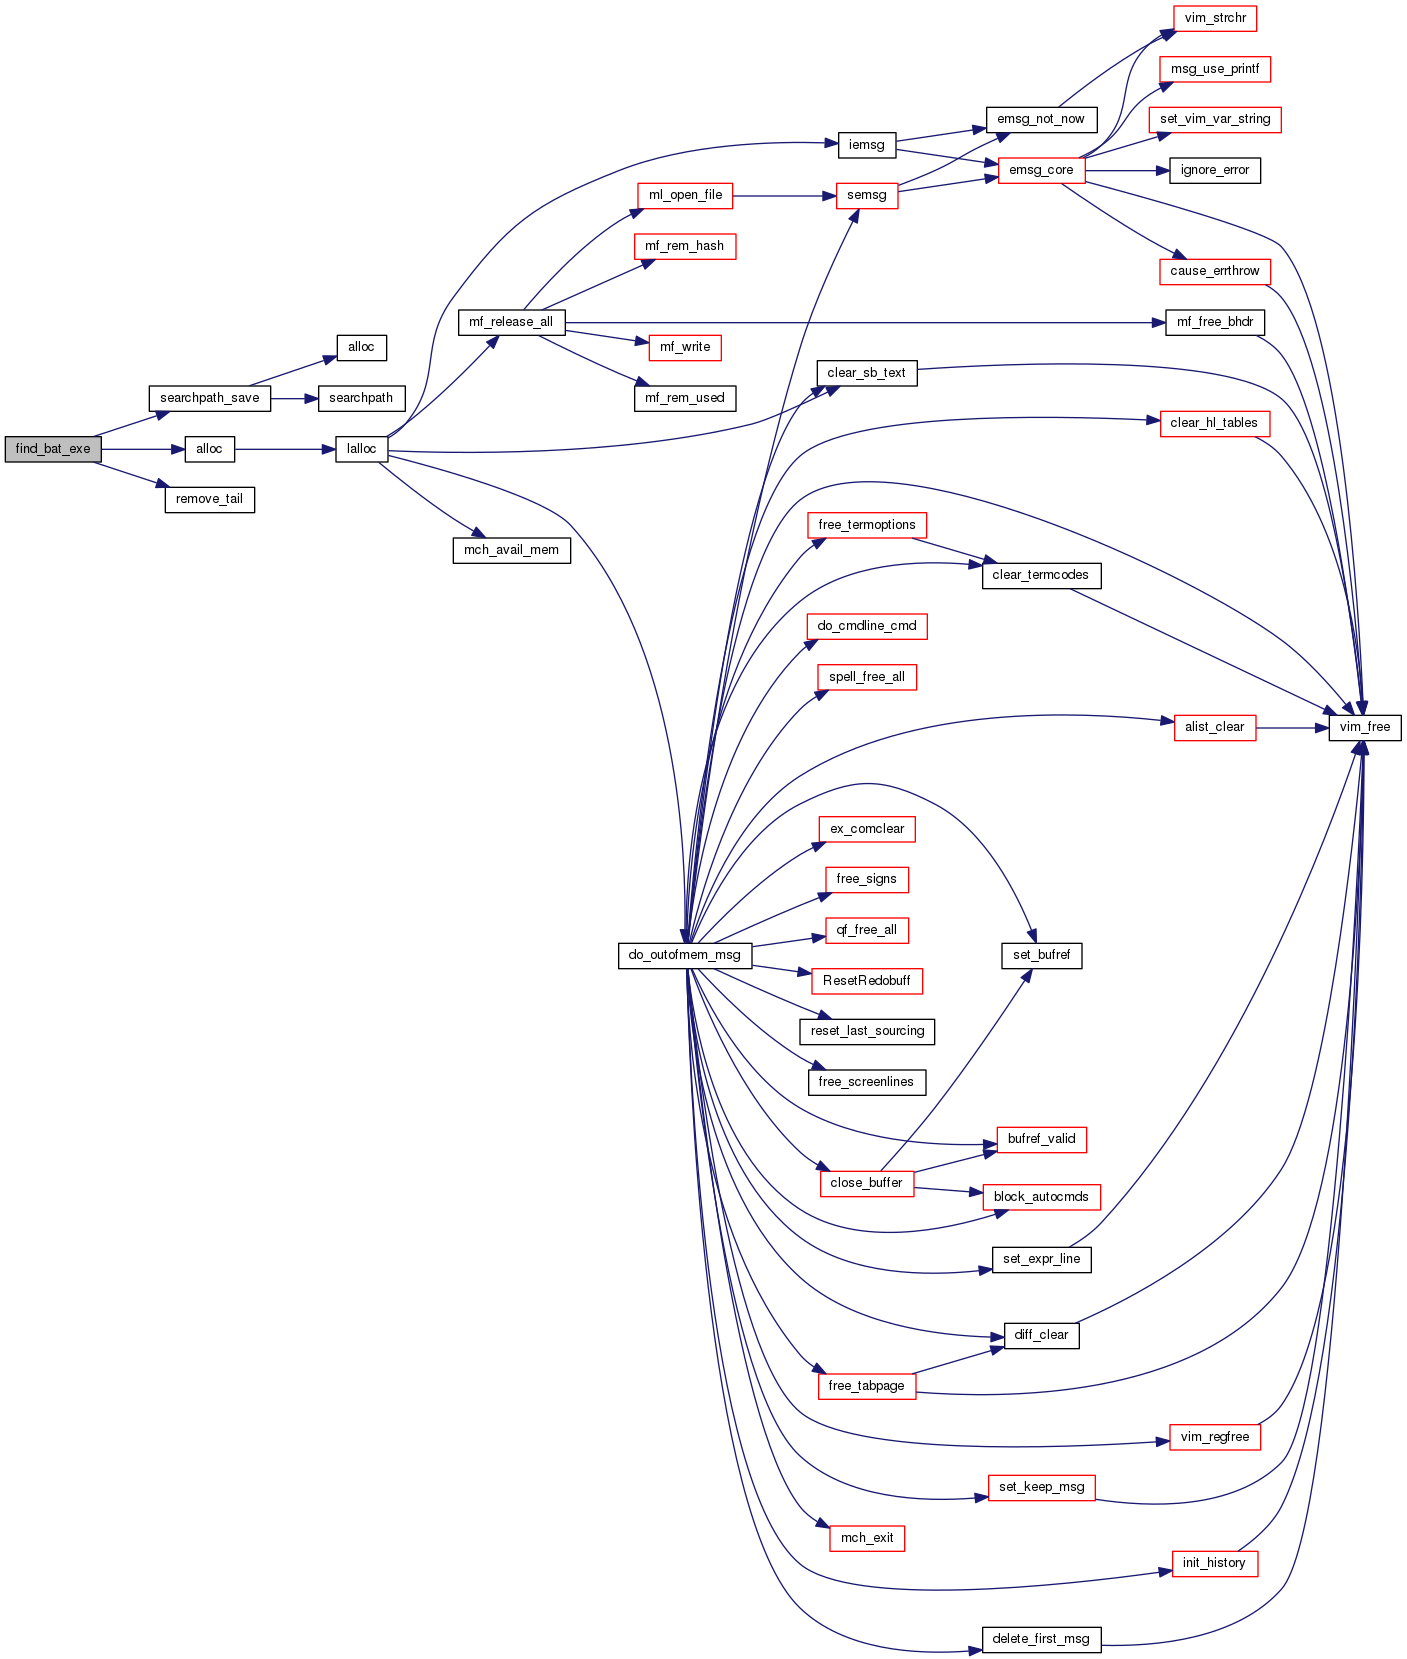 vim_strchr
msg_use_printf
emsg_not_now
set_vim_var_string
iemsg
emsg_core
ignore_error
ml_open_file
semsg
mf_rem_hash
cause_errthrow
mf_release_all
mf_free_bhdr
alloc
mf_write
clear_sb_text
searchpath_save
searchpath
mf_rem_used
clear_hl_tables
find_bat_exe
alloc
lalloc
remove_tail
free_termoptions
mch_avail_mem
clear_termcodes
do_cmdline_cmd
spell_free_all
alist_clear
vim_free
ex_comclear
free_signs
qf_free_all
do_outofmem_msg
set_bufref
ResetRedobuff
reset_last_sourcing
free_screenlines
bufref_valid
close_buffer
block_autocmds
set_expr_line
diff_clear
free_tabpage
vim_regfree
set_keep_msg
mch_exit
init_history
delete_first_msg